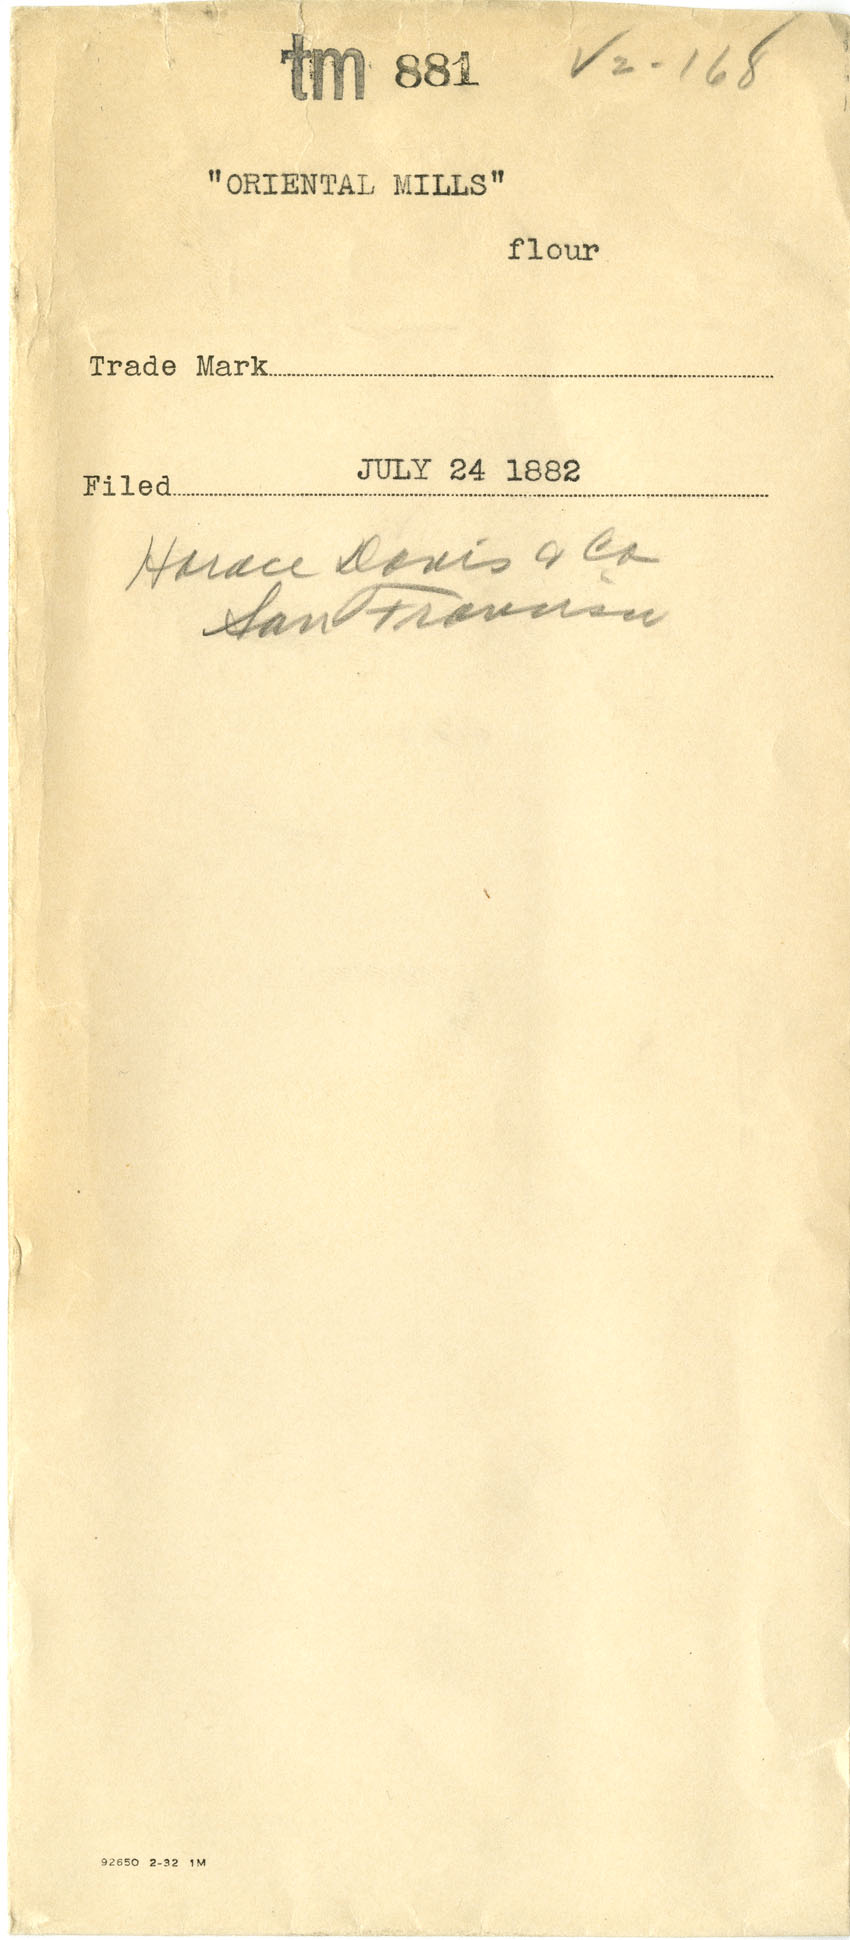 tm 881 V2-168
"ORIENTAL MILLS"
flour
Trade Mark
Filed JULY 24 1882
Horace Davis & Co
San Francisco
92650 2-32 1M